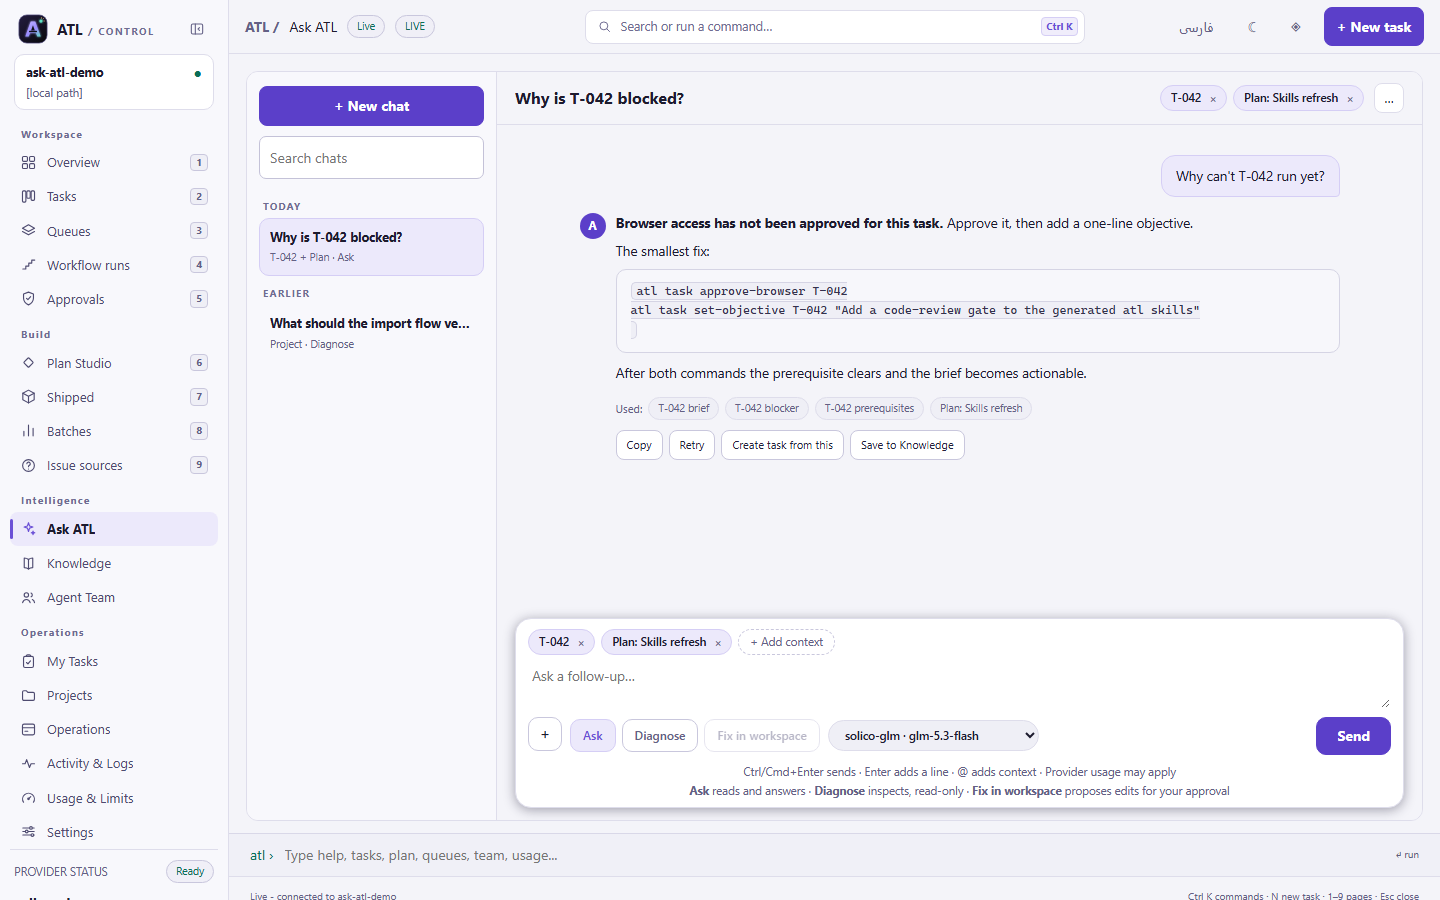 ATL / CONTROL
ask-atl-demo
[local path]
Workspace
Overview 1
Tasks 2
Queues 3
Workflow runs 4
Approvals 5
Build
Plan Studio 6
Shipped 7
Batches 8
Issue sources 9
Intelligence
Ask ATL
Knowledge
Agent Team
Operations
My Tasks
Projects
Operations
Activity & Logs
Usage & Limits
Settings
PROVIDER STATUS Ready
ATL / Ask ATL Live LIVE
Search or run a command... Ctrl K
فارسی
+ New task
+ New chat
Search chats
TODAY
Why is T-042 blocked?
T-042 + Plan · Ask
EARLIER
What should the import flow ve...
Project · Diagnose
Why is T-042 blocked?
T-042 × Plan: Skills refresh × ...
Why can't T-042 run yet?
A
Browser access has not been approved for this task. Approve it, then add a one-line objective.
The smallest fix:
atl task approve-browser T-042
atl task set-objective T-042 "Add a code-review gate to the generated atl skills"
After both commands the prerequisite clears and the brief becomes actionable.
Used: T-042 brief T-042 blocker T-042 prerequisites Plan: Skills refresh
Copy Retry Create task from this Save to Knowledge
T-042 × Plan: Skills refresh × + Add context
Ask a follow-up...
+ Ask Diagnose Fix in workspace solico-glm · glm-5.3-flash Send
Ctrl/Cmd+Enter sends · Enter adds a line · @ adds context · Provider usage may apply
Ask reads and answers · Diagnose inspects, read-only · Fix in workspace proposes edits for your approval
atl › Type help, tasks, plan, queues, team, usage... ↵ run
Live - connected to ask-atl-demo
Ctrl K commands · N new task · 1–9 pages · Esc close